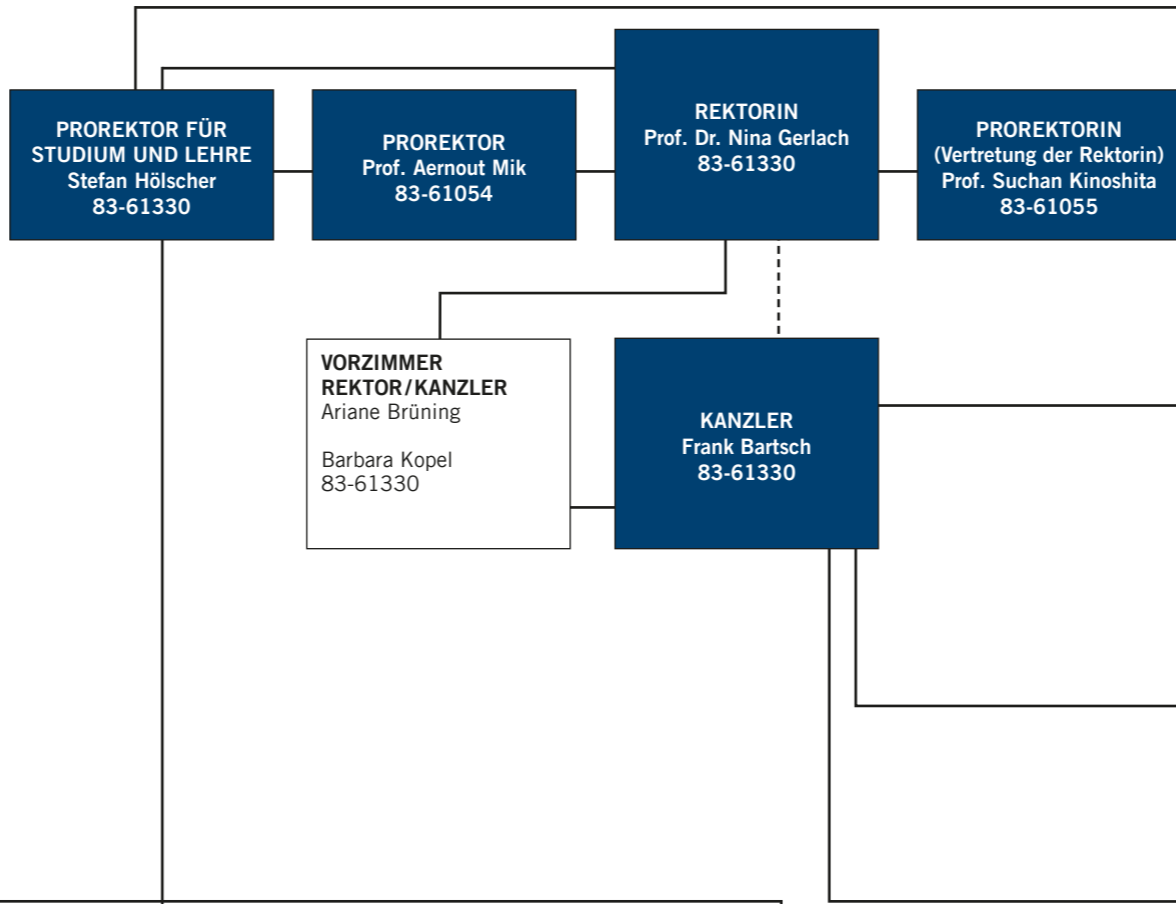 PROREKTOR FÜR
STUDIUM UND LEHRE
Stefan Hölscher
83-61330
PROREKTOR
Prof. Aernout Mik
83-61054
REKTORIN
Prof. Dr. Nina Gerlach
83-61330
PROREKTORIN
(Vertretung der Rektorin)
Prof. Suchan Kinoshita
83-61055
VORZIMMER
REKTOR/KANZLER
Ariane Brüning
Barbara Kopel
83-61330
KANZLER
Frank Bartsch
83-61330